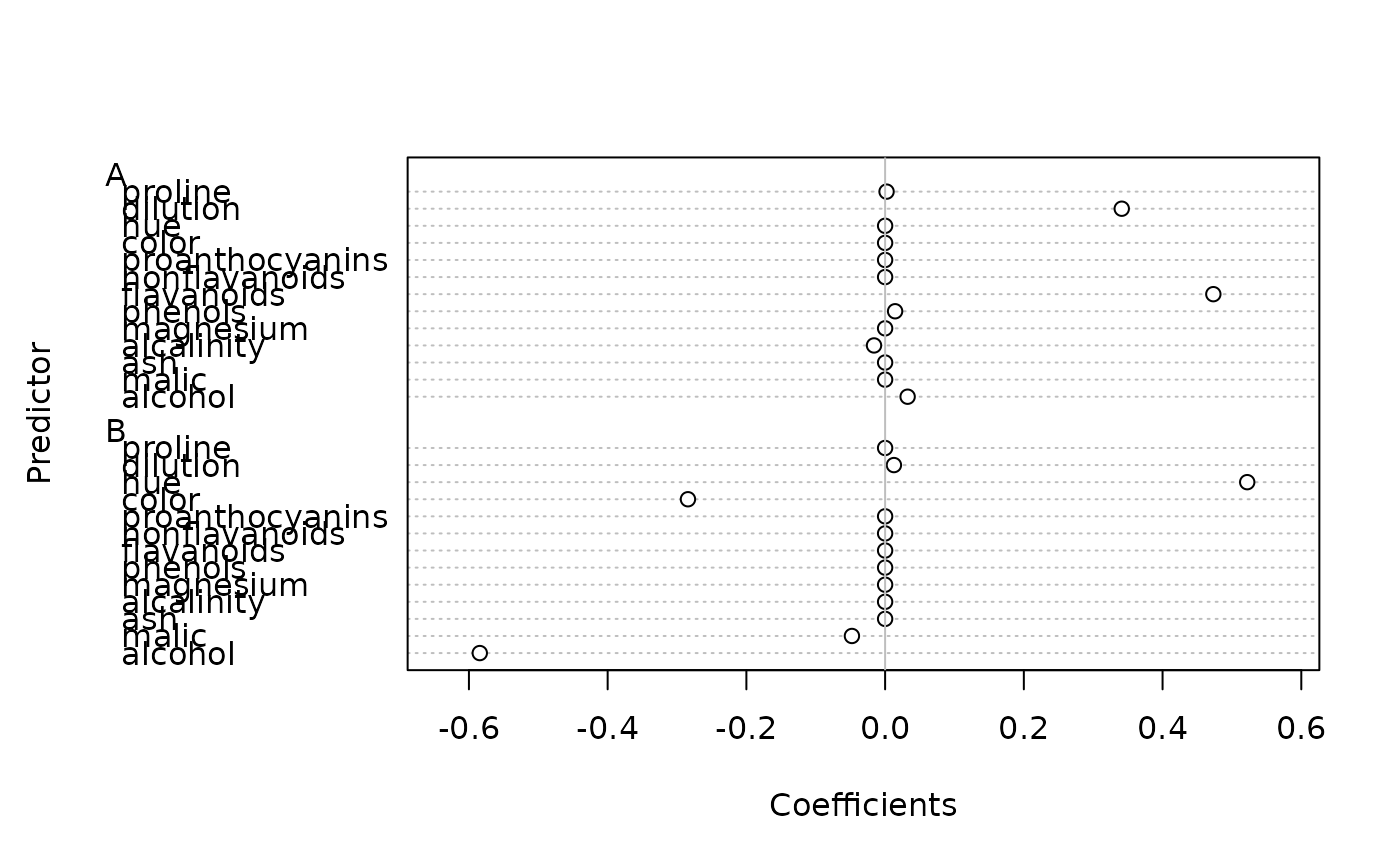 A
proline
dilution
hue
color
proanthocyanins
nonflavanoids
flavanoids
phenols
magnesium
alcalinity
ash
malic
alcohol
B
proline
dilution
hue
color
proanthocyanins
nonflavanoids
flavanoids
phenols
magnesium
alcalinity
ash
malic
alcohol
Predictor
-0.6 -0.4 -0.2 0.0 0.2 0.4 0.6
Coefficients